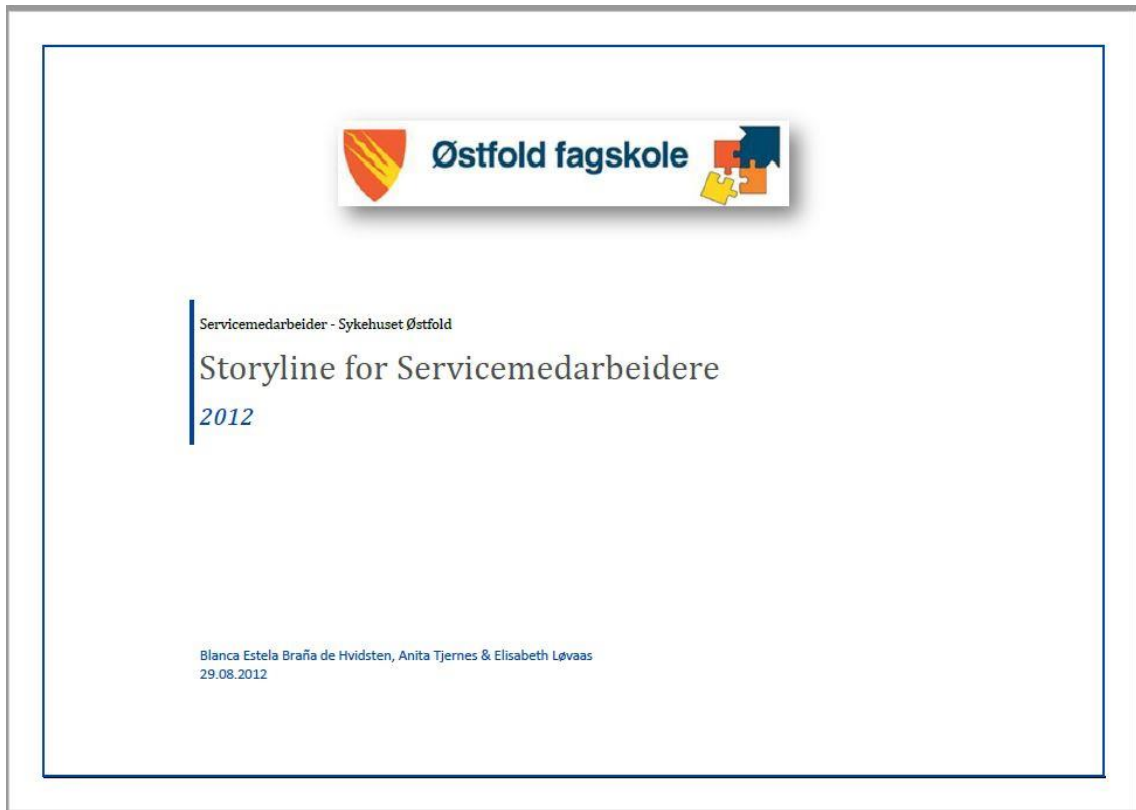 Østfold fagskole
Servicemedarbeider - Sykehuset Østfold
Storyline for Servicemedarbeidere
2012
Blanca Estela Braña de Hvidsten, Anita Tjernes & Elisabeth Løvaas
29.08.2012